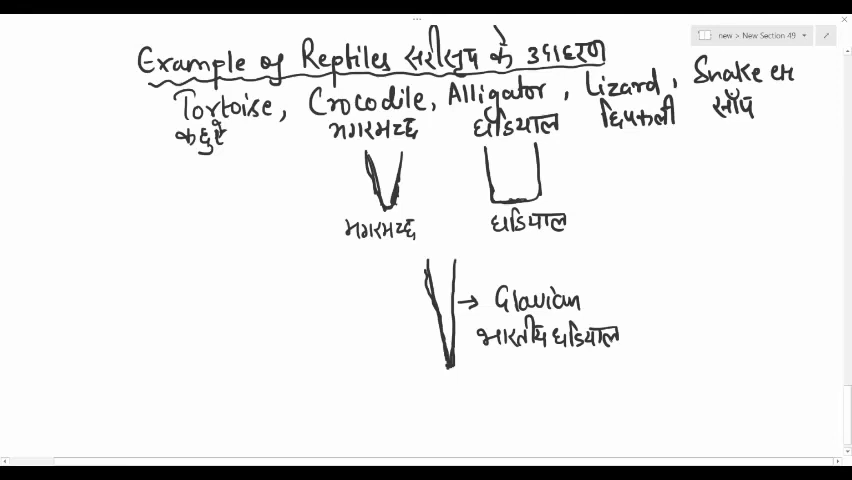 new > New Section 49
Example of Reptiles सरीसृप के उदाहरण
Tortoise, Crocodile, Alligator, Lizard, Snake etc
कछुए मगरमच्छ घडियाल छिपकली साँप
मगरमच्छ घडियाल
→ Glavian
भारतीय घडियाल